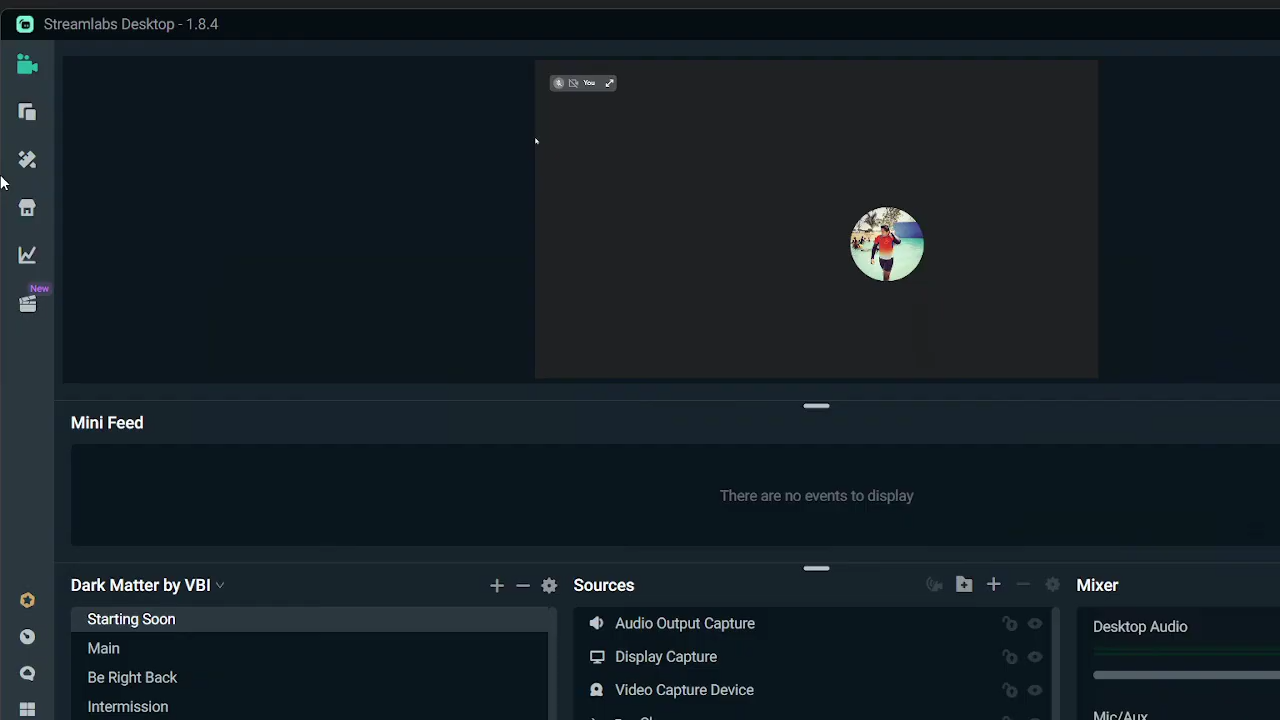 Streamlabs Desktop - 1.8.4
You
New
Mini Feed
There are no events to display
Dark Matter by VBI
Starting Soon
Main
Be Right Back
Intermission
Sources
Audio Output Capture
Display Capture
Video Capture Device
Mixer
Desktop Audio
Mic/Aux